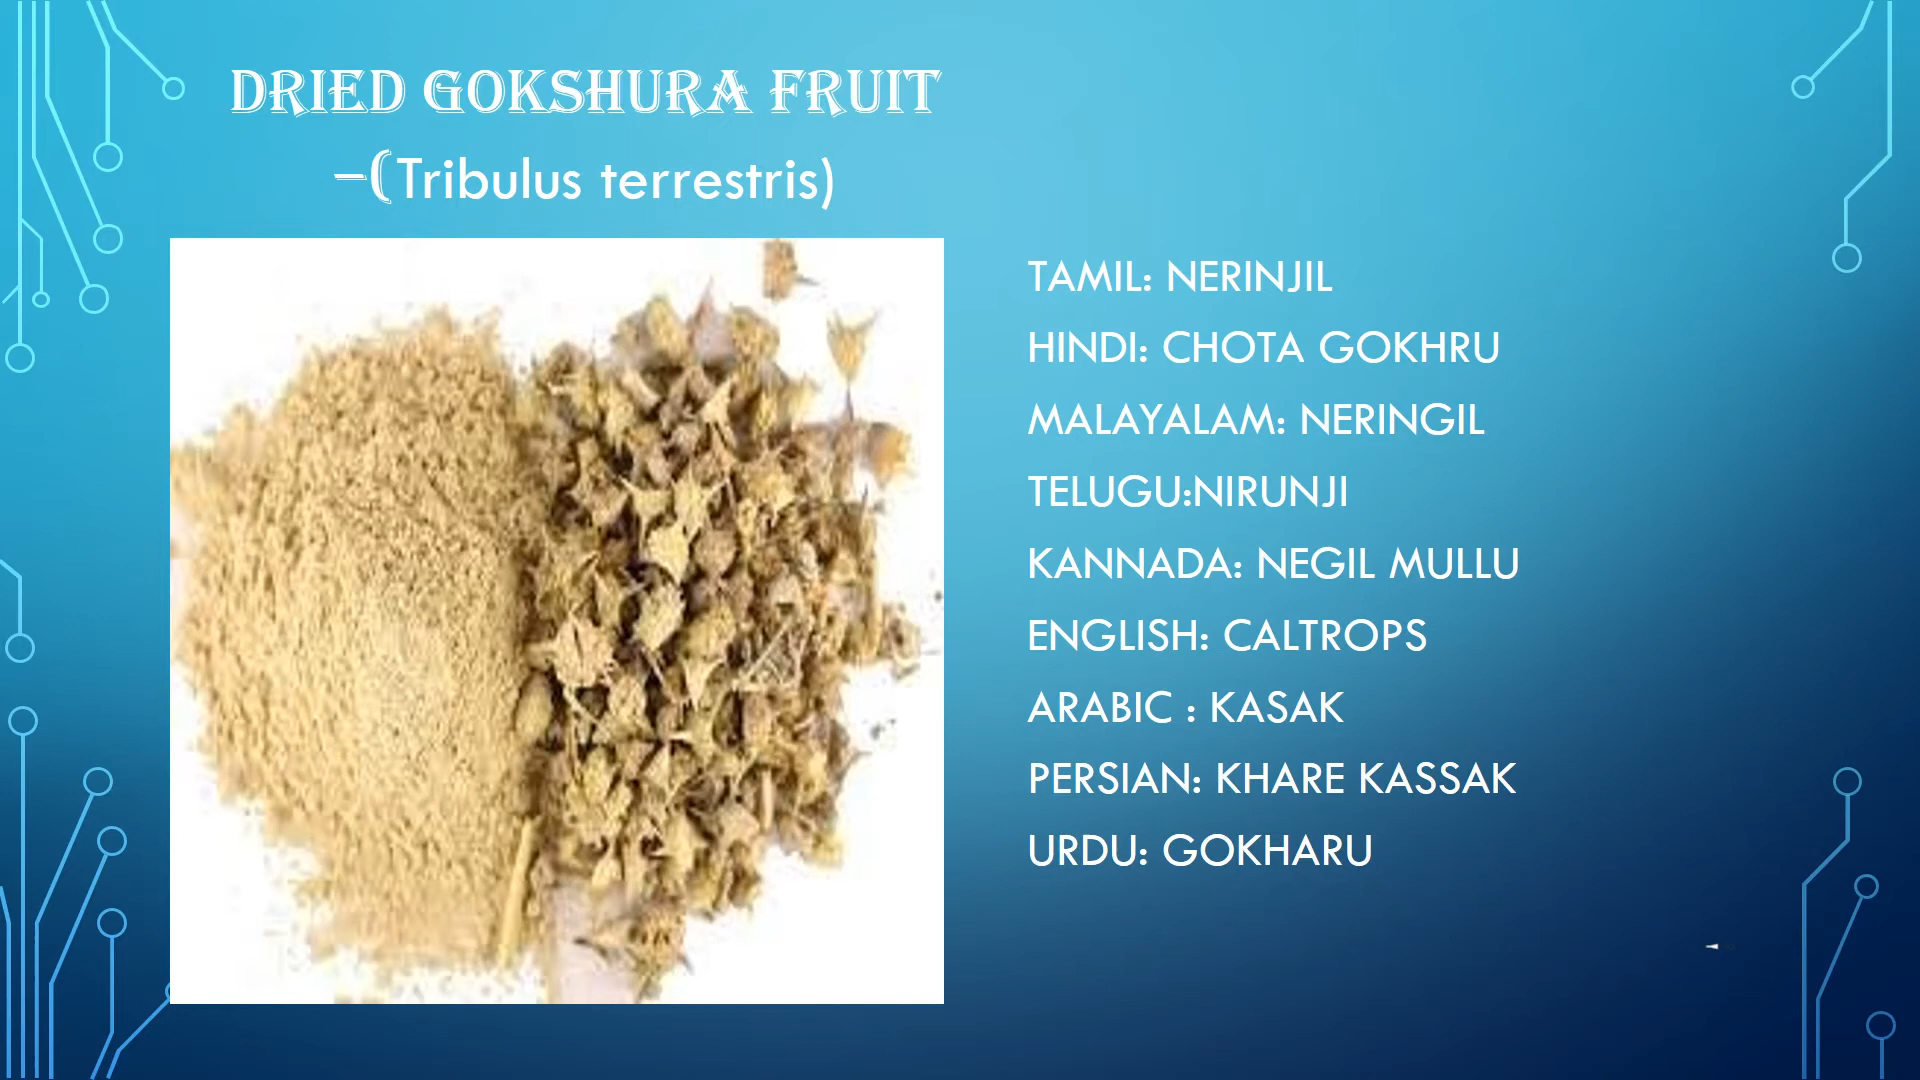 DRIED GOKSHURA FRUIT
–(Tribulus terrestris)
TAMIL: NERINJIL
HINDI: CHOTA GOKHRU
MALAYALAM: NERINGIL
TELUGU:NIRUNJI
KANNADA: NEGIL MULLU
ENGLISH: CALTROPS
ARABIC : KASAK
PERSIAN: KHARE KASSAK
URDU: GOKHARU